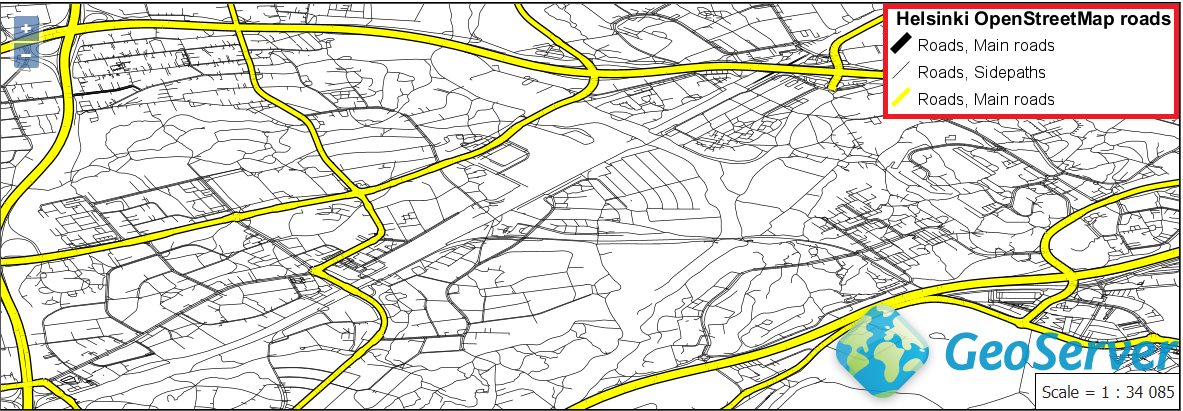 Helsinki OpenStreetMap roads
Roads, Main roads
Roads, Sidepaths
Roads, Main roads
GeoServer
Scale = 1 : 34 085